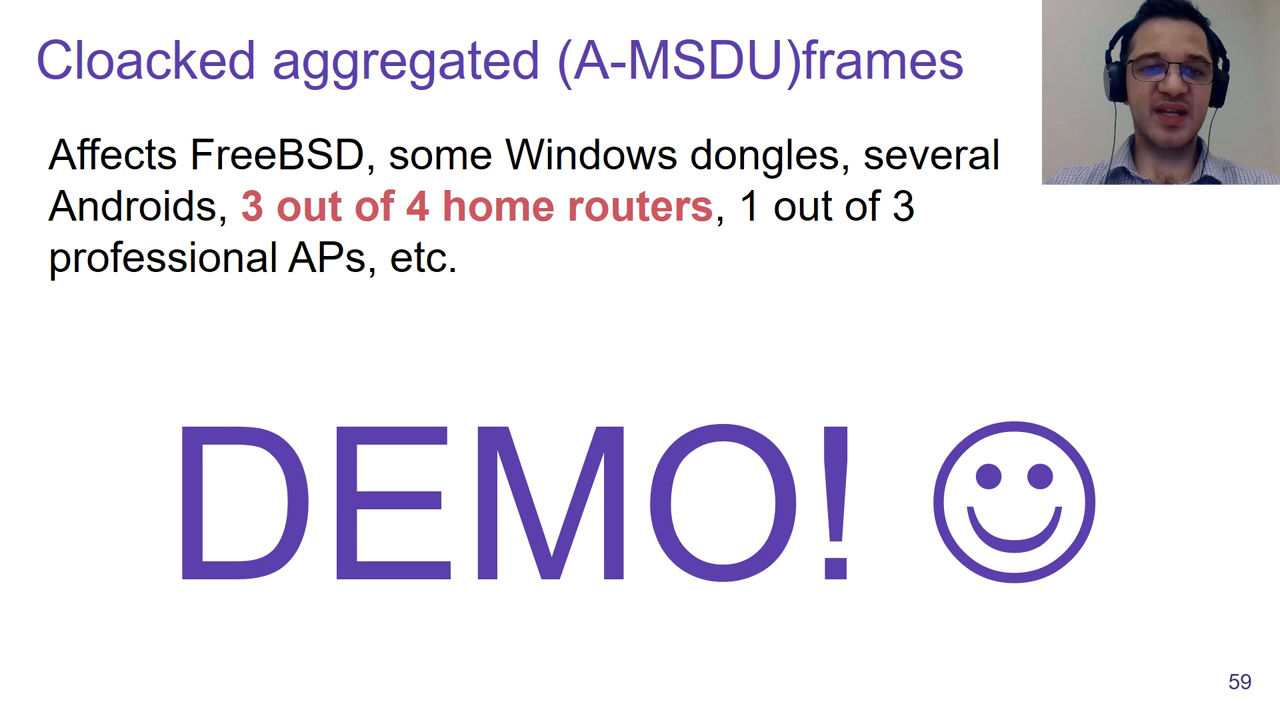 Cloacked aggregated (A-MSDU)frames
Affects FreeBSD, some Windows dongles, several
Androids, 3 out of 4 home routers, 1 out of 3
professional APs, etc.
DEMO! ☺
59